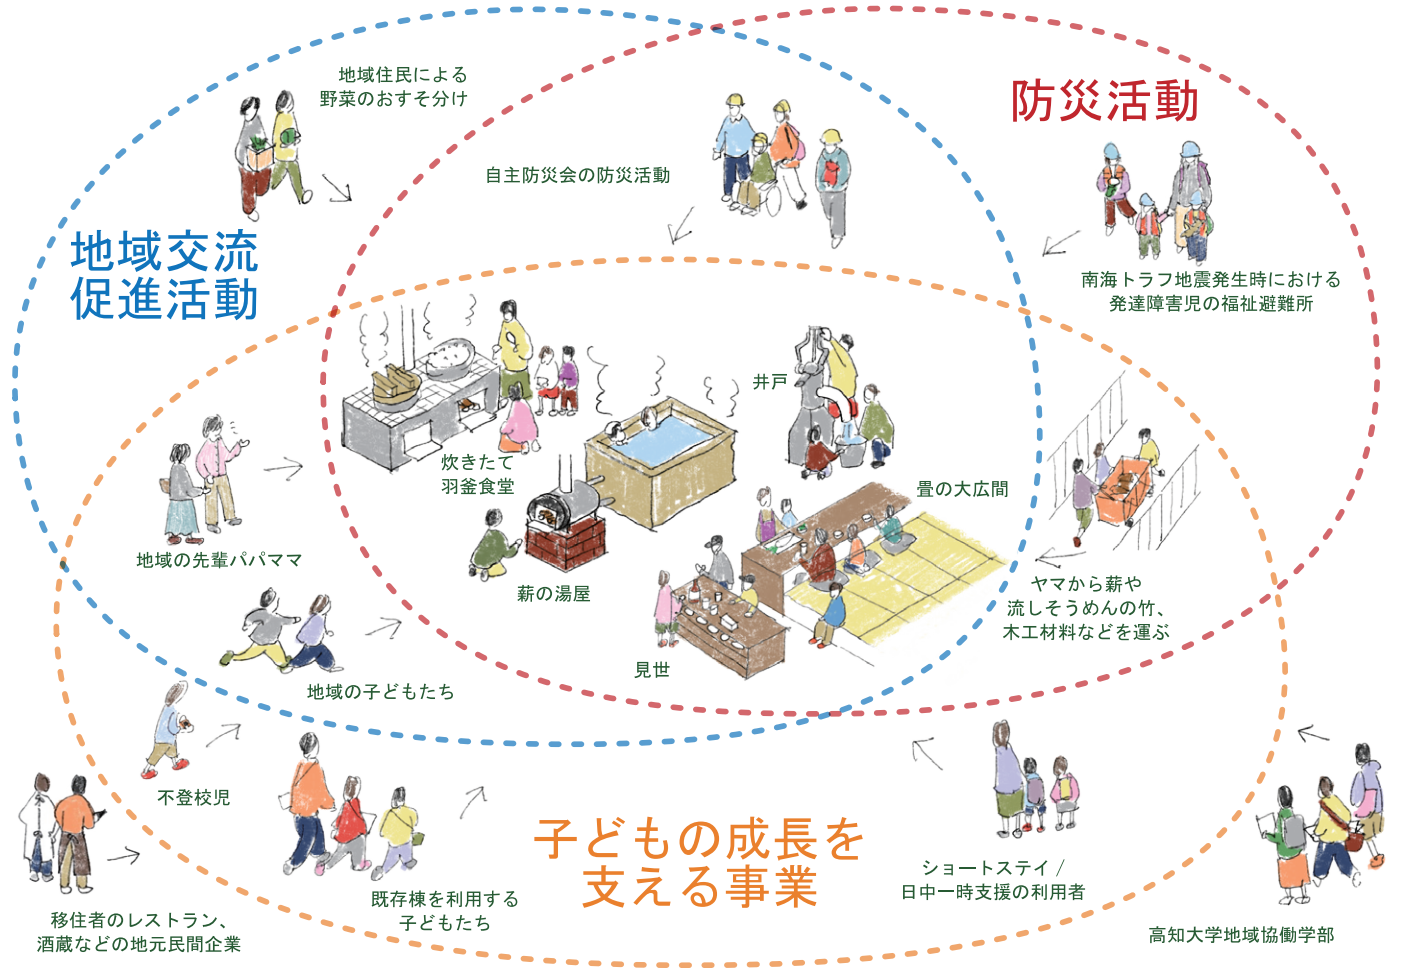 地域住民による
野菜のおすそ分け
防災活動
自主防災会の防災活動
地域交流
促進活動
南海トラフ地震発生時における
発達障害児の福祉避難所
井戸
炊きたて
羽釜食堂
畳の大広間
地域の先輩パパママ
薪の湯屋
ヤマから薪や
流しそうめんの竹、
木工材料などを運ぶ
見世
地域の子どもたち
不登校児
子どもの成長を
支える事業
ショートステイ /
日中一時支援の利用者
既存棟を利用する
子どもたち
移住者のレストラン、
酒蔵などの地元民間企業
高知大学地域協働学部